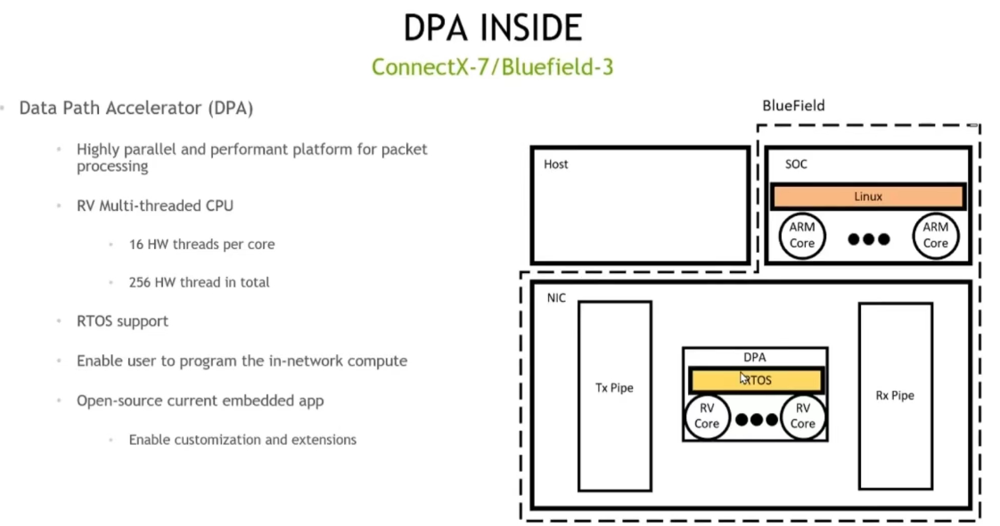 DPA INSIDE
ConnectX-7/Bluefield-3
Data Path Accelerator (DPA)
Highly parallel and performant platform for packet
processing
RV Multi-threaded CPU
16 HW threads per core
256 HW thread in total
RTOS support
Enable user to program the in-network compute
Open-source current embedded app
Enable customization and extensions
BlueField
Host
SOC
Linux
ARM
Core
ARM
Core
NIC
Tx Pipe
DPA
RTOS
RV
Core
RV
Core
Rx Pipe